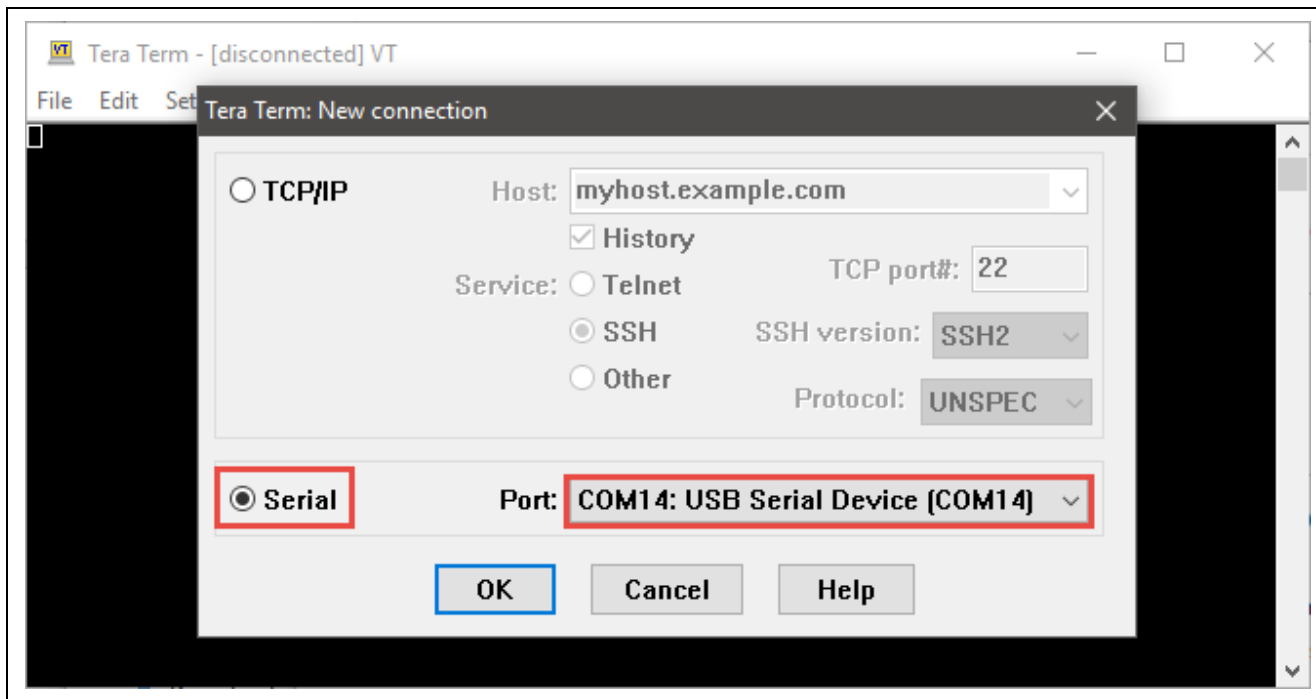 VT Tera Term - [disconnected] VT
File Edit Set
Tera Term: New connection
TCP/IP Host: myhost.example.com
History
Service: Telnet TCP port#: 22
SSH SSH version: SSH2
Other Protocol: UNSPEC
Serial Port: COM14: USB Serial Device (COM14)
OK Cancel Help